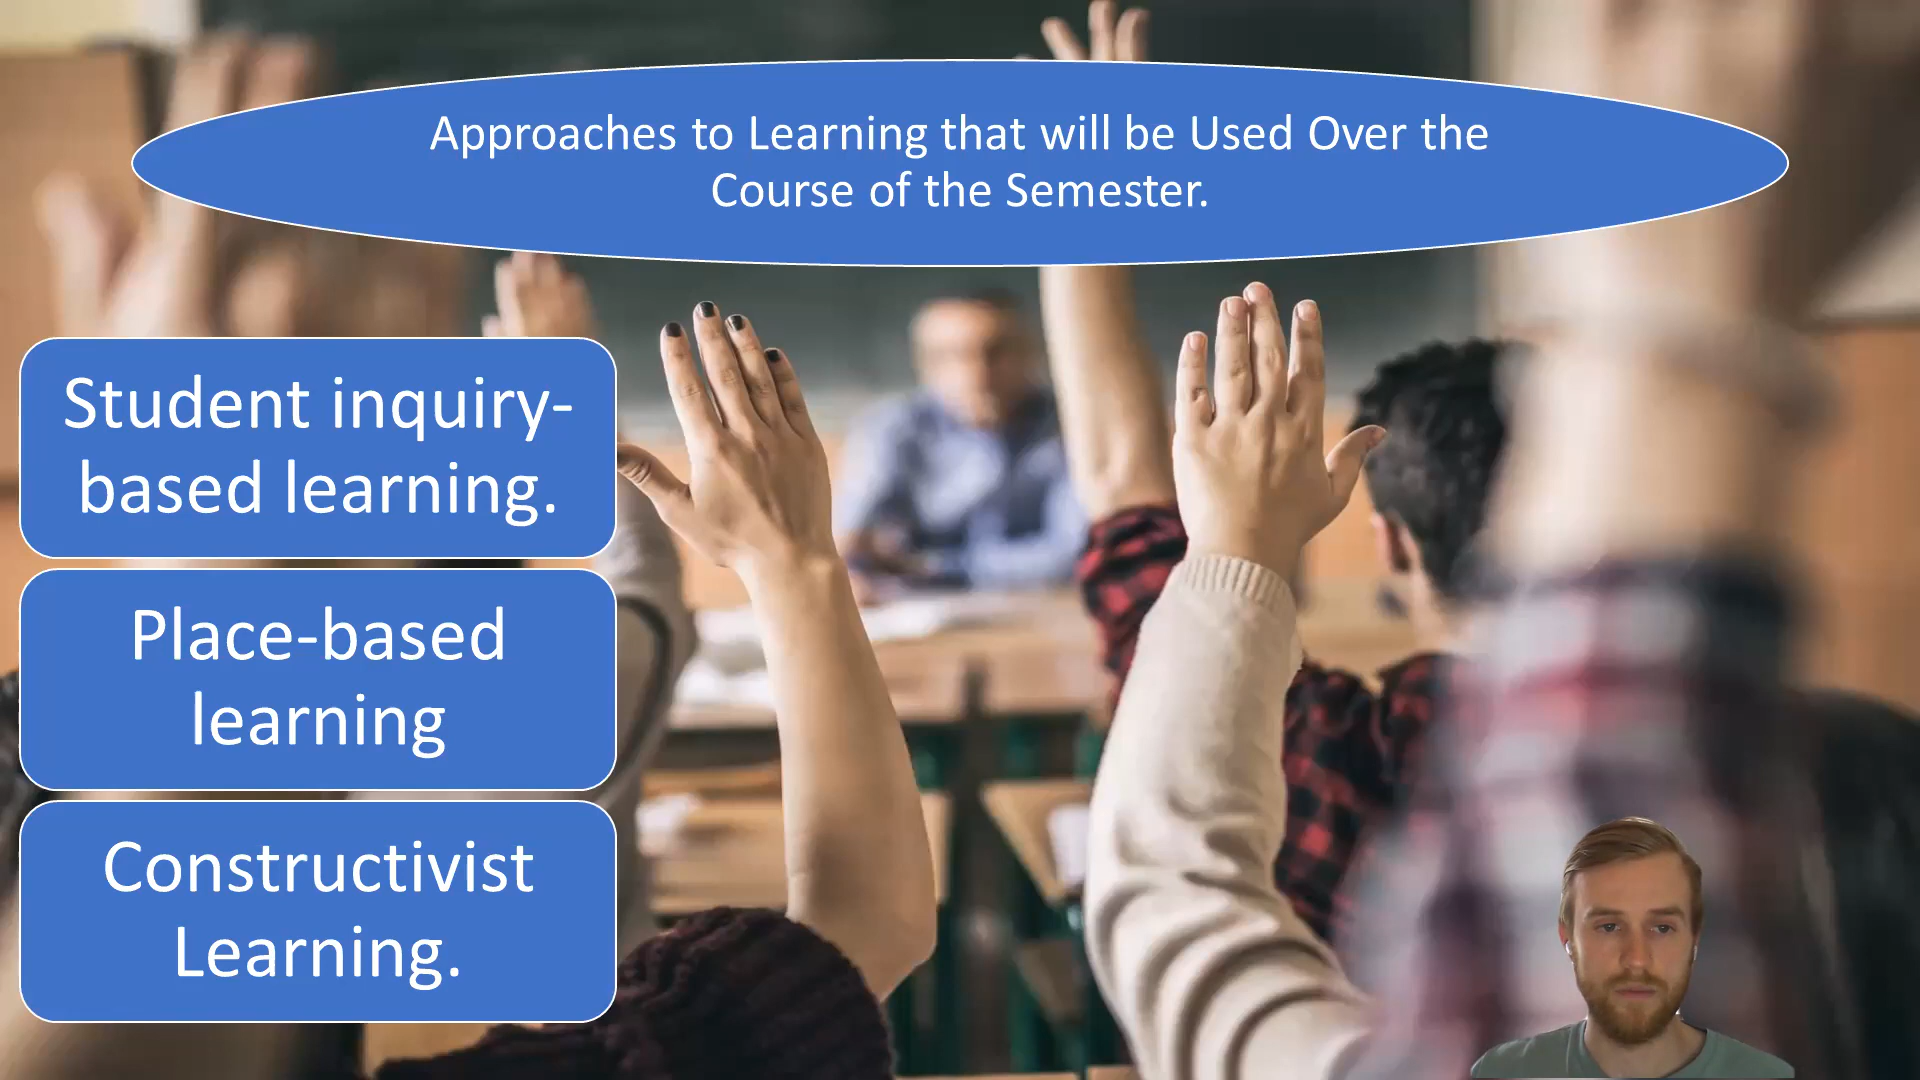 Approaches to Learning that will be Used Over the
Course of the Semester.
Student inquiry-
based learning.
Place-based
learning
Constructivist
Learning.